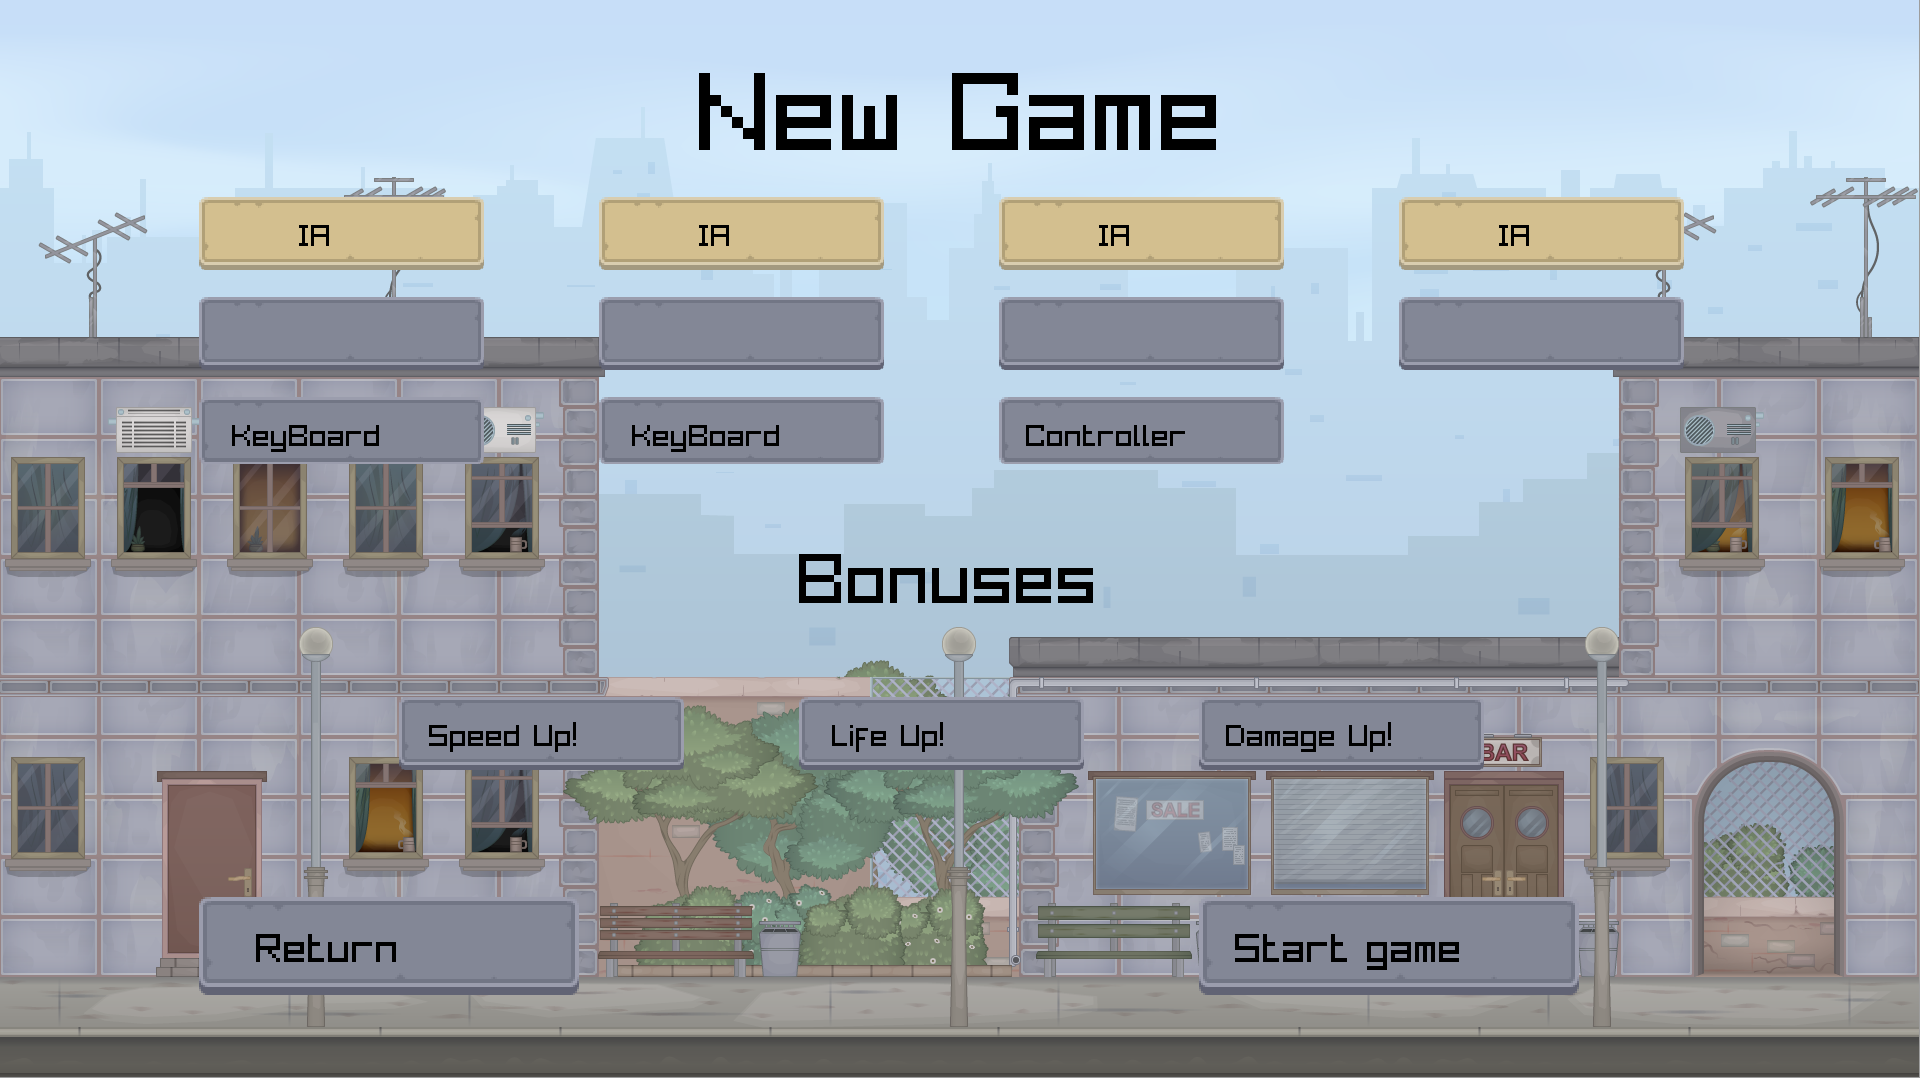 New Game
IA IA IA IA
KeyBoard KeyBoard Controller
Bonuses
Speed Up! Life Up! Damage Up!
BAR
SALE
Return Start game